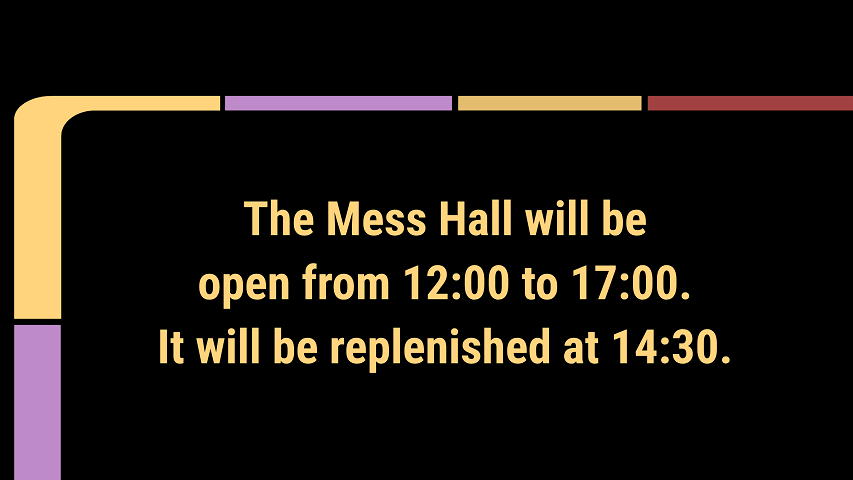 The Mess Hall will be
open from 12:00 to 17:00.
It will be replenished at 14:30.